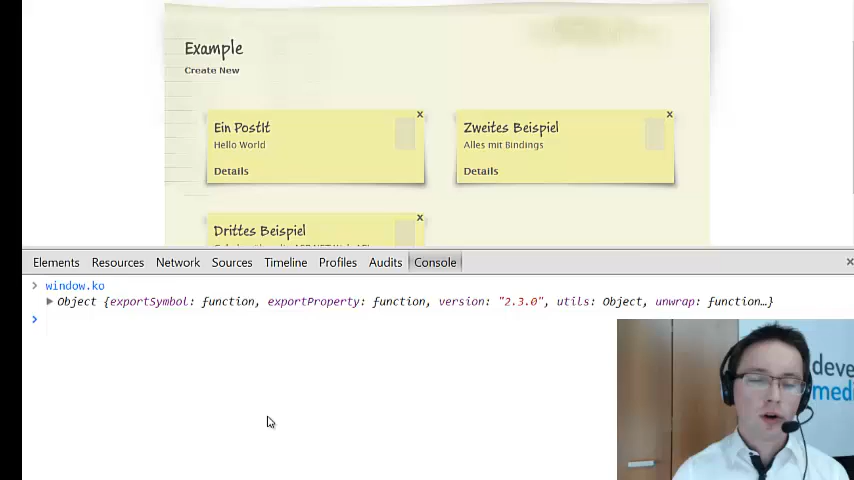 Example
Create New
x
Ein PostIt
Hello World
Details
x
Zweites Beispiel
Alles mit Bindings
Details
x
Drittes Beispiel
Elements Resources Network Sources Timeline Profiles Audits Console ×
> window.ko
▶ Object {exportSymbol: function, exportProperty: function, version: "2.3.0", utils: Object, unwrap: function…}
>
deve
medi